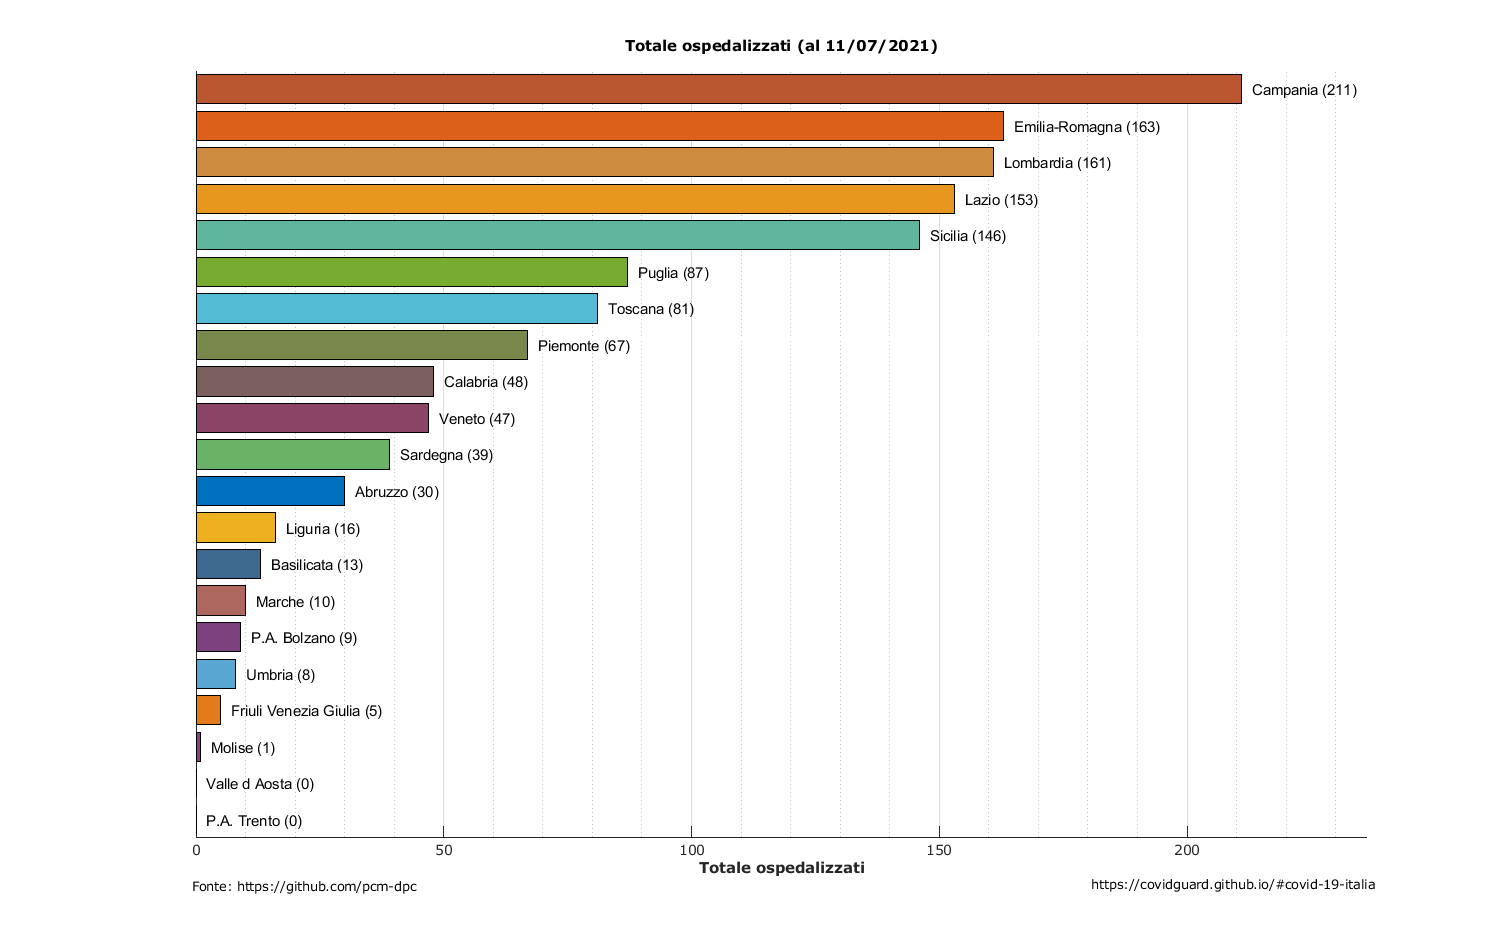 Totale ospedalizzati (al 11/07/2021)
Campania (211)
Emilia-Romagna (163)
Lombardia (161)
Lazio (153)
Sicilia (146)
Puglia (87)
Toscana (81)
Piemonte (67)
Calabria (48)
Veneto (47)
Sardegna (39)
Abruzzo (30)
Liguria (16)
Basilicata (13)
Marche (10)
P.A. Bolzano (9)
Umbria (8)
Friuli Venezia Giulia (5)
Molise (1)
Valle d Aosta (0)
P.A. Trento (0)
0 50 100 150 200
Totale ospedalizzati
Fonte: https://github.com/pcm-dpc
https://covidguard.github.io/#covid-19-italia